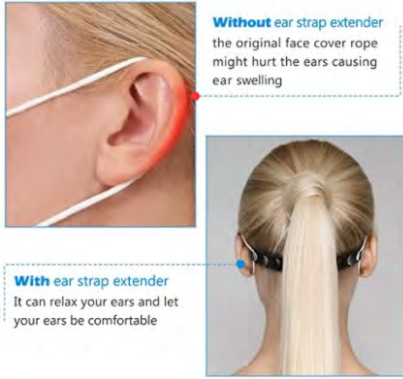 Without ear strap extender
the original face cover rope
might hurt the ears causing
ear swelling
With ear strap extender
It can relax your ears and let
your ears be comfortable